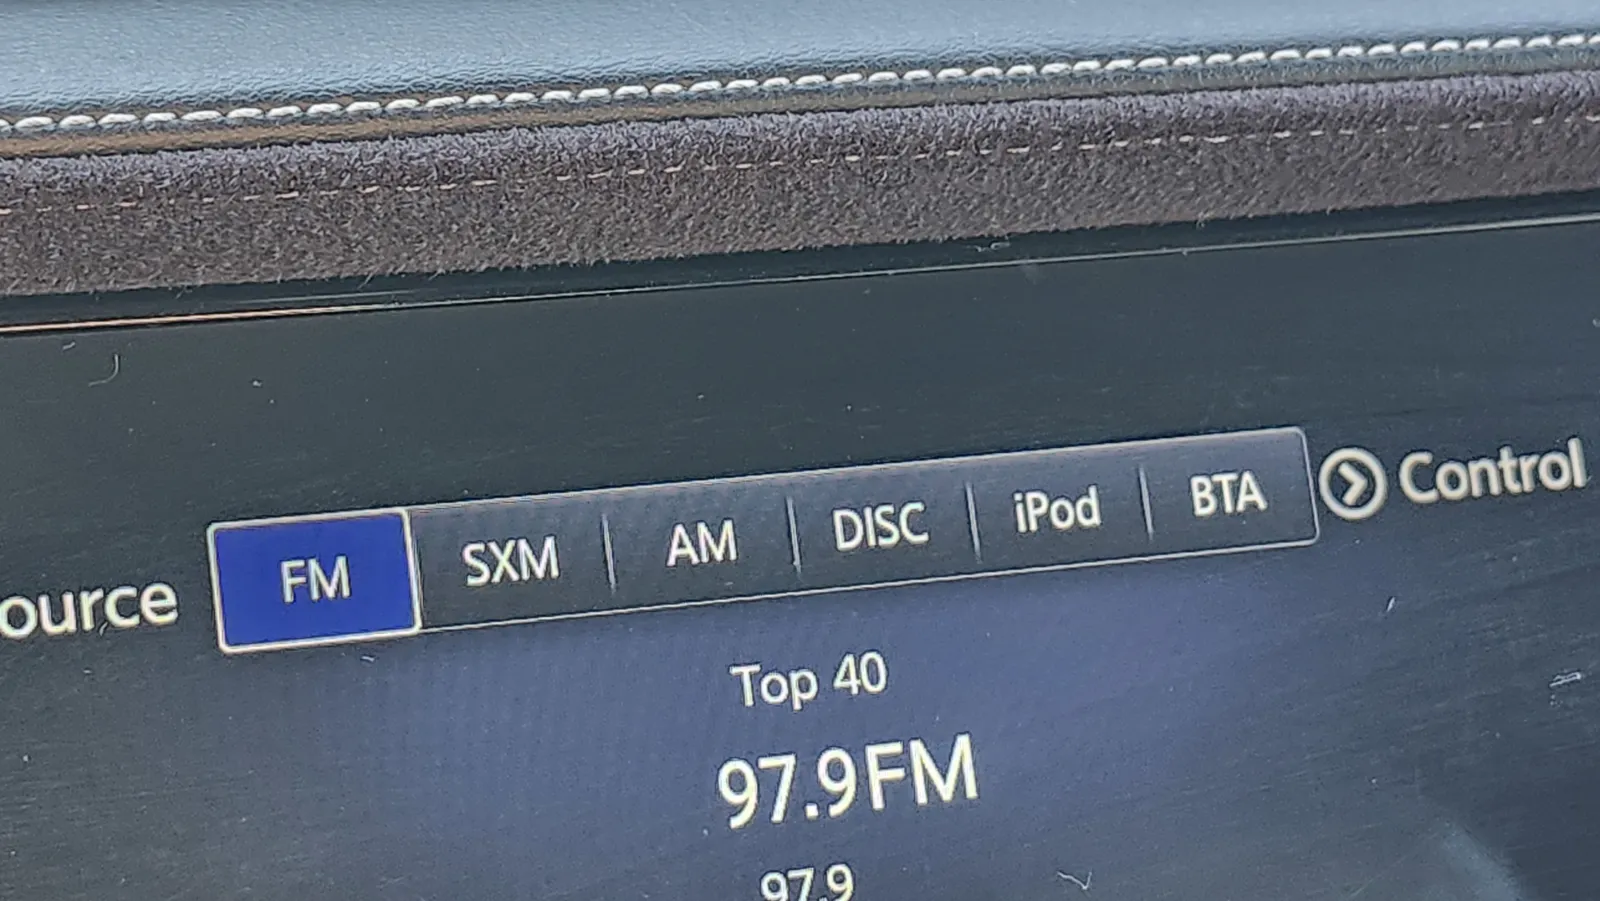 ource FM SXM AM DISC iPod BTA Control
Top 40
97.9FM
97.9